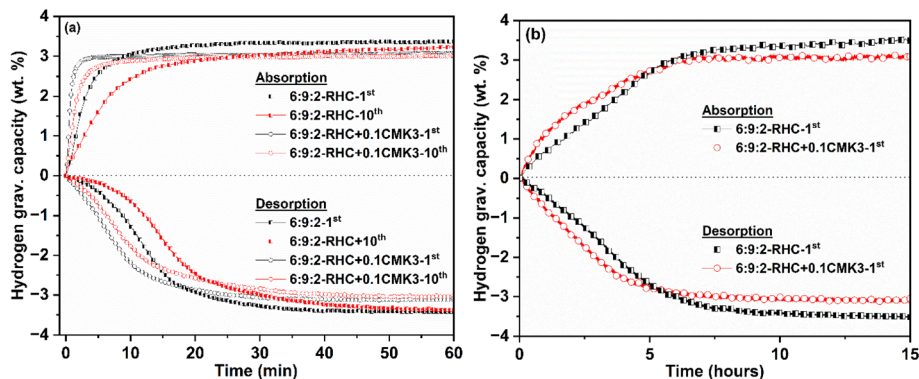 (a)
Hydrogen grav. capacity (wt. %)
4
3
2
1
0
−1
−2
−3
−4
Absorption
6:9:2-RHC-1st
6:9:2-RHC-10th
6:9:2-RHC+0.1CMK3-1st
6:9:2-RHC+0.1CMK3-10th
Desorption
6:9:2-1st
6:9:2-RHC+10th
6:9:2-RHC+0.1CMK3-1st
6:9:2-RHC+0.1CMK3-10th
0 10 20 30 40 50 60
Time (min)
(b)
Hydrogen grav. capacity (wt. %)
4
3
2
1
0
−1
−2
−3
−4
Absorption
6:9:2-RHC-1st
6:9:2-RHC+0.1CMK3-1st
Desorption
6:9:2-RHC-1st
6:9:2-RHC+0.1CMK3-1st
0 5 10 15
Time (hours)